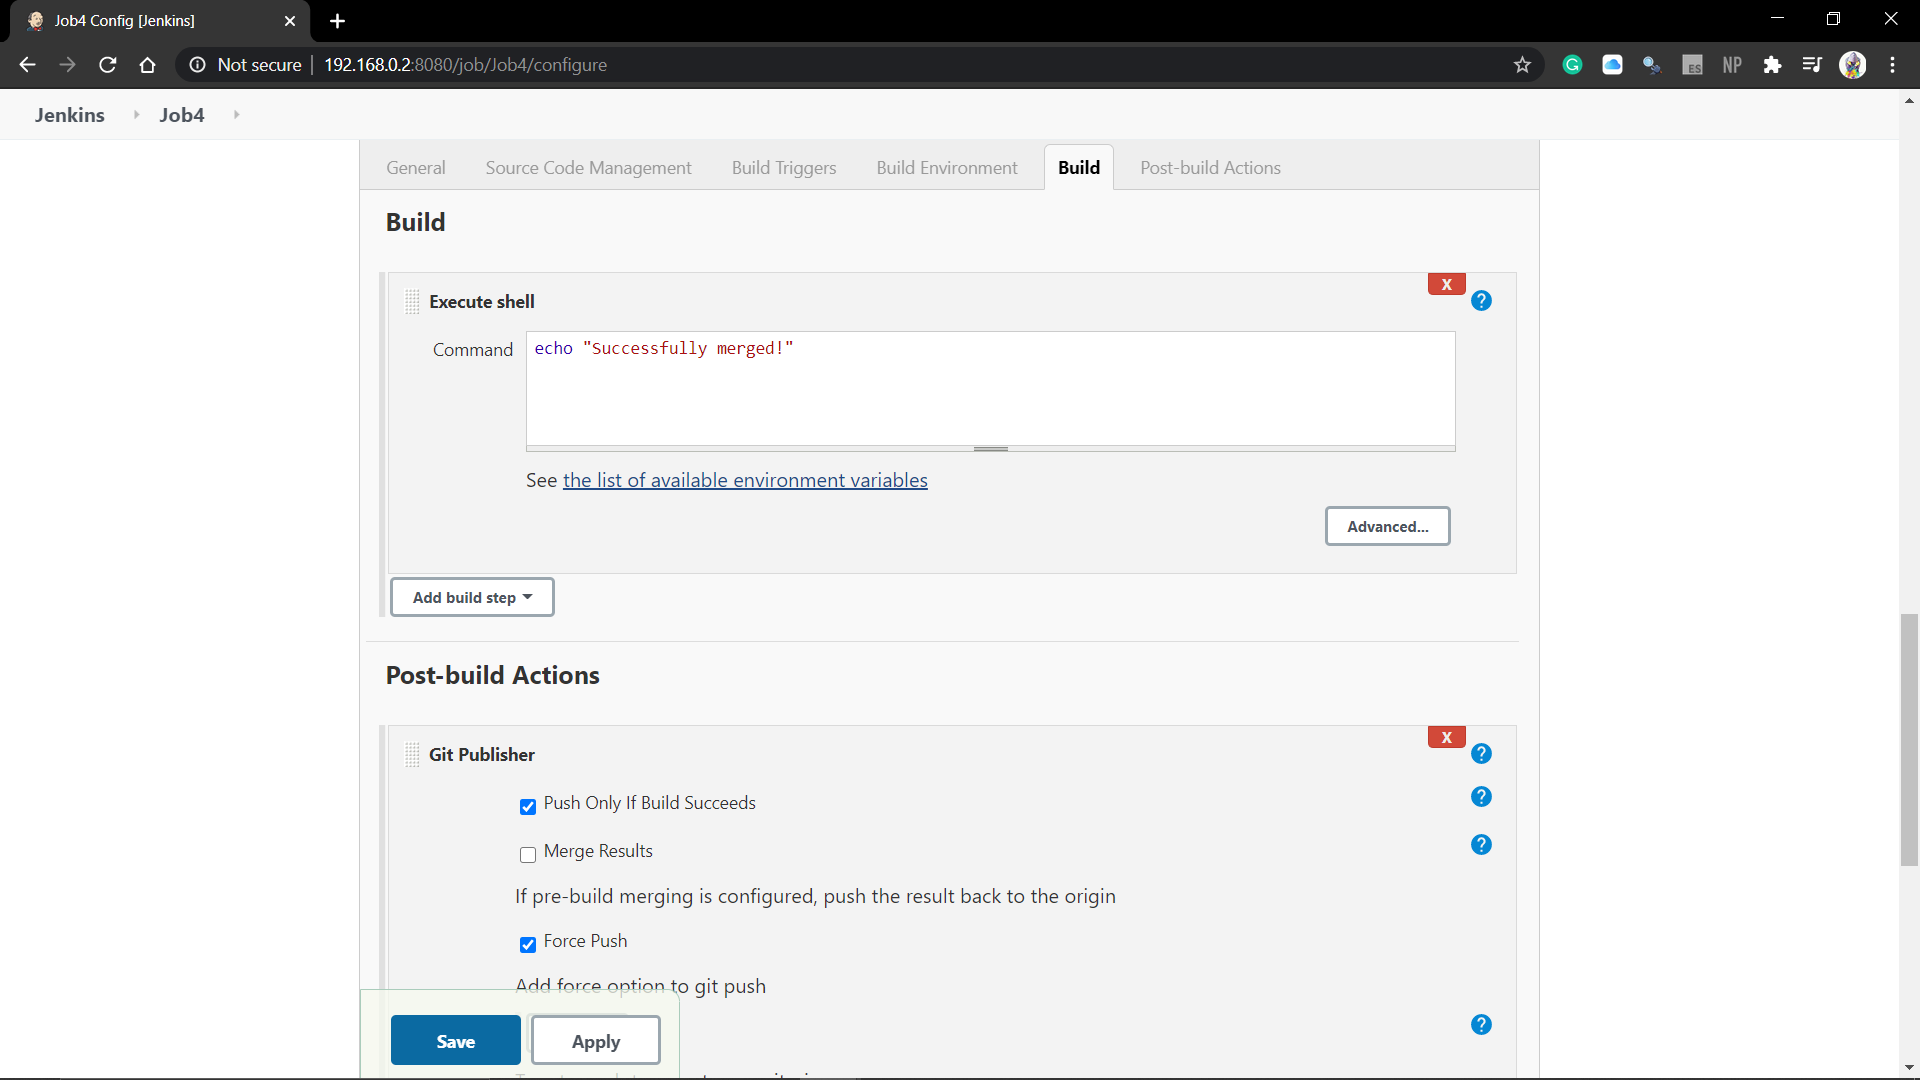 Job4 Config [Jenkins]
Not secure 192.168.0.2:8080/job/Job4/configure
ES NP
Jenkins Job4
General Source Code Management Build Triggers Build Environment Build Post-build Actions
Build
X
Execute shell ?
Command echo "Successfully merged!"
See the list of available environment variables
Advanced...
Add build step
Post-build Actions
X
Git Publisher ?
Push Only If Build Succeeds ?
Merge Results ?
If pre-build merging is configured, push the result back to the origin
Force Push
Add force option to git push
?
Save Apply